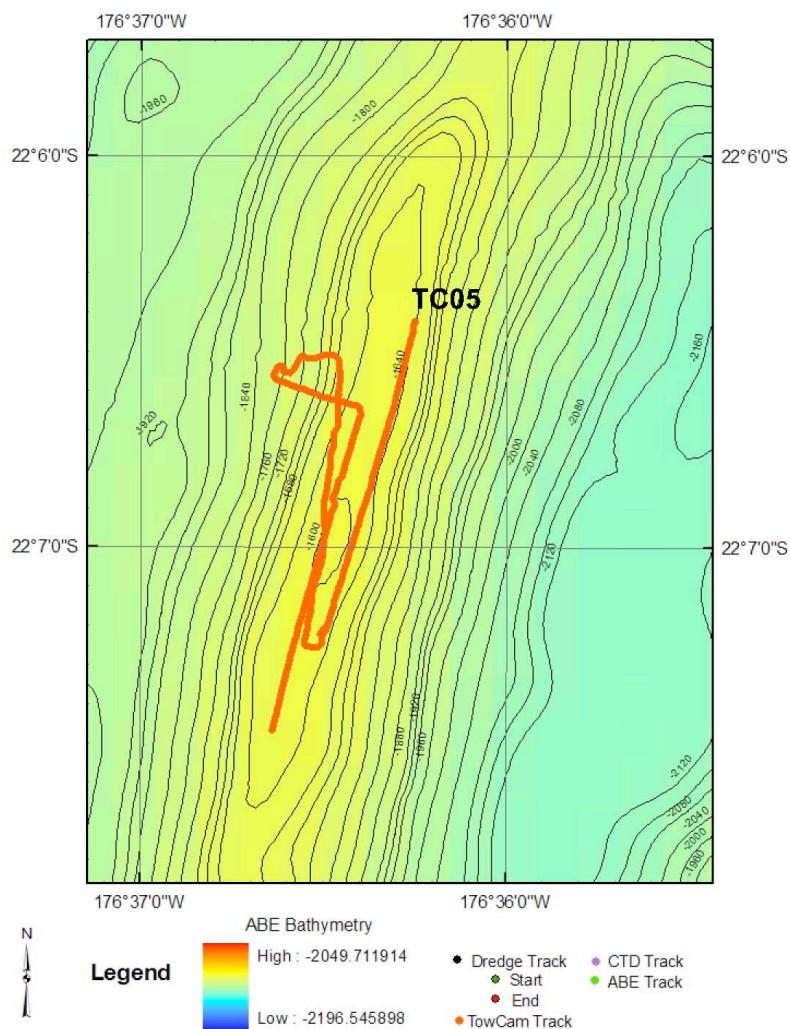 176°37'0"W 176°36'0"W
-1960
-1800
22°6'0"S 22°6'0"S
TC05
-2160
-1640
-1840
-1920
-2080
-2000
-2040
-1760
-1720
-1680
-1600
22°7'0"S 22°7'0"S
-2120
-1920
-1880
-1960
-2120
-2080
-2040
-2000
-1960
176°37'0"W 176°36'0"W
ABE Bathymetry
N
Legend
High : -2049.711914
Low : -2196.545898
Dredge Track
Start
End
TowCam Track
CTD Track
ABE Track